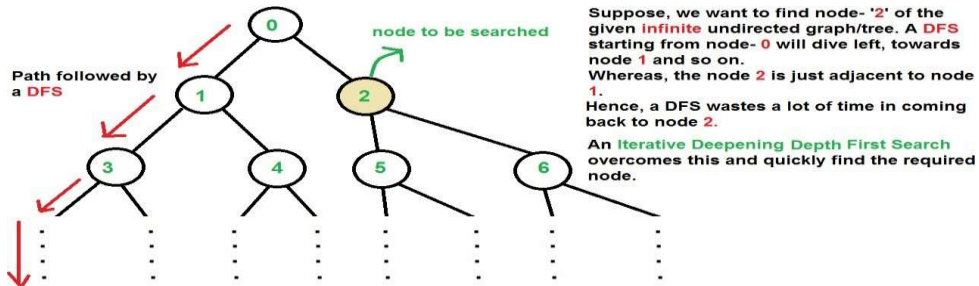 0
node to be searched
Path followed by
a DFS
1
2
3
4
5
6
Suppose, we want to find node- '2' of the
given infinite undirected graph/tree. A DFS
starting from node- 0 will dive left, towards
node 1 and so on.
Whereas, the node 2 is just adjacent to node
1.
Hence, a DFS wastes a lot of time in coming
back to node 2.
An Iterative Deepening Depth First Search
overcomes this and quickly find the required
node.